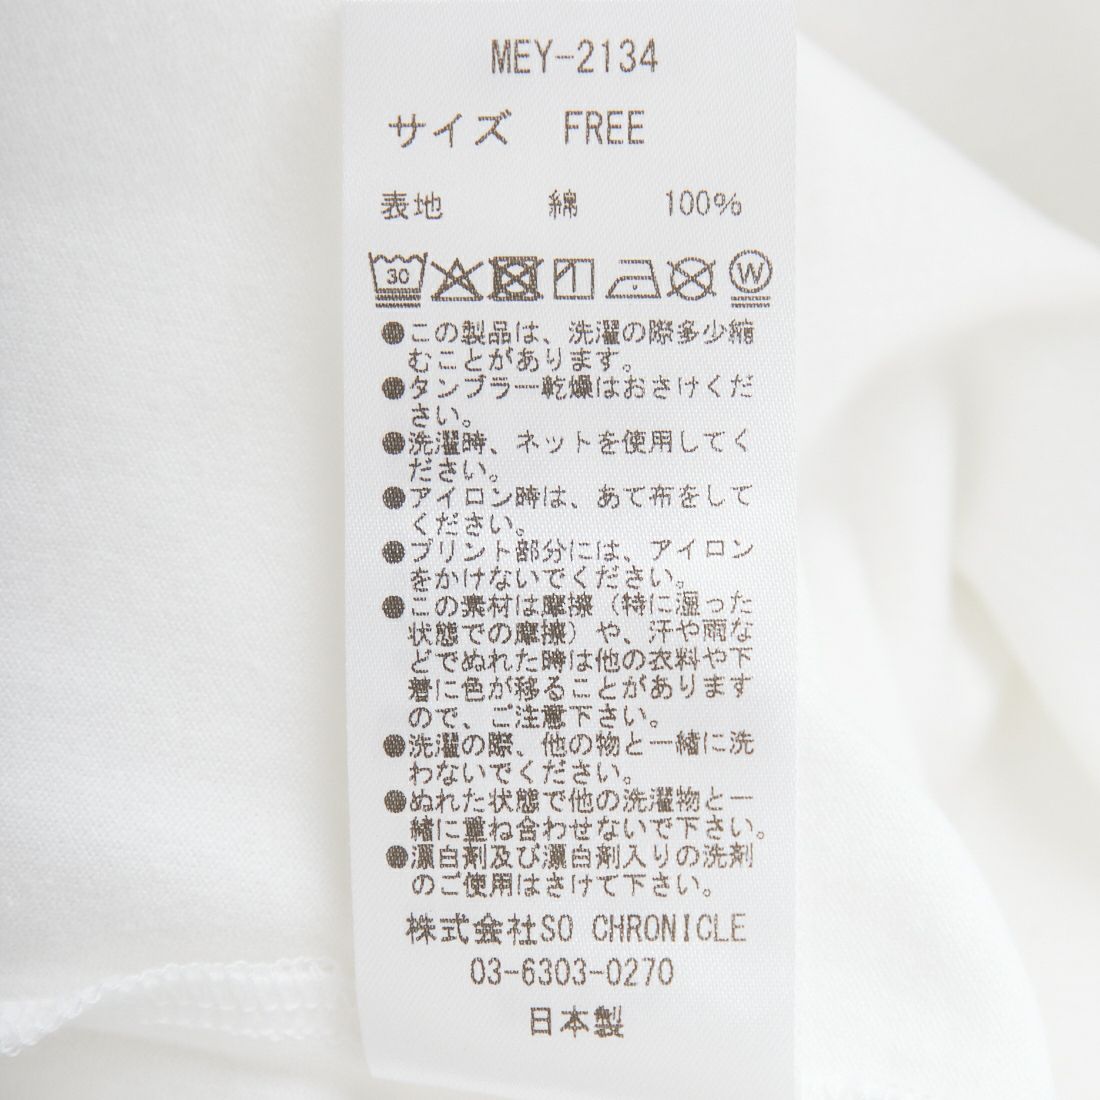 MEY-2134
サイズ FREE
表地 綿 100%
30 W
●この製品は、洗濯の際多少縮
むことがあります。
●タンブラー乾燥はおさけくだ
さい。
●洗濯時、ネットを使用してく
ださい。
●アイロン時は、あて布をして
ください。
●プリント部分には、アイロン
をかけないでください。
●この素材は摩擦（特に湿った
状態での摩擦）や、汗や雨な
どでぬれた時は他の衣料や下
着に色が移ることがあります
ので、ご注意下さい。
●洗濯の際、他の物と一緒に洗
わないでください。
●ぬれた状態で他の洗濯物と一
緒に重ね合わせないで下さい。
●漂白剤及び漂白剤入りの洗剤
のご使用はさけて下さい。
株式会社SO CHRONICLE
03-6303-0270
日本製